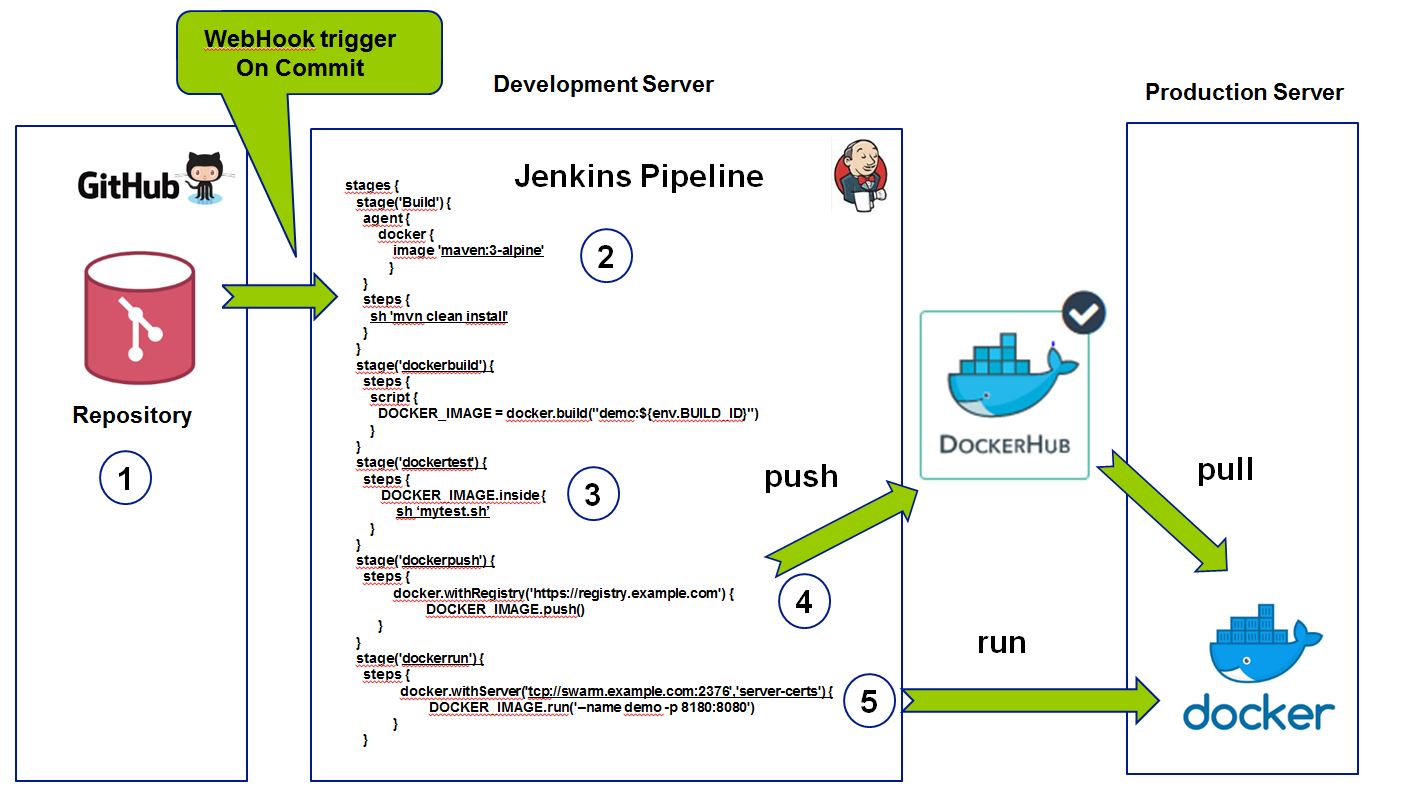 WebHook trigger
On Commit
Development Server
Production Server
GitHub
Repository
1
Jenkins Pipeline
stages {
stage('Build') {
agent {
docker {
image 'maven:3-alpine'
}
}
steps {
sh 'mvn clean install'
}
}
stage('dockerbuild') {
steps {
script {
DOCKER_IMAGE = docker.build("demo:${env.BUILD_ID}")
}
}
stage('dockertest') {
steps {
DOCKER_IMAGE.inside {
sh ‘mytest.sh’
}
}
stage('dockerpush') {
steps {
docker.withRegistry('https://registry.example.com') {
DOCKER_IMAGE.push()
}
}
stage('dockerrun') {
steps {
docker.withServer('tcp://swarm.example.com:2376','server-certs') {
DOCKER_IMAGE.run('--name demo -p 8180:8080')
}
}
2
3
4
5
push
DOCKERHUB
pull
run
docker